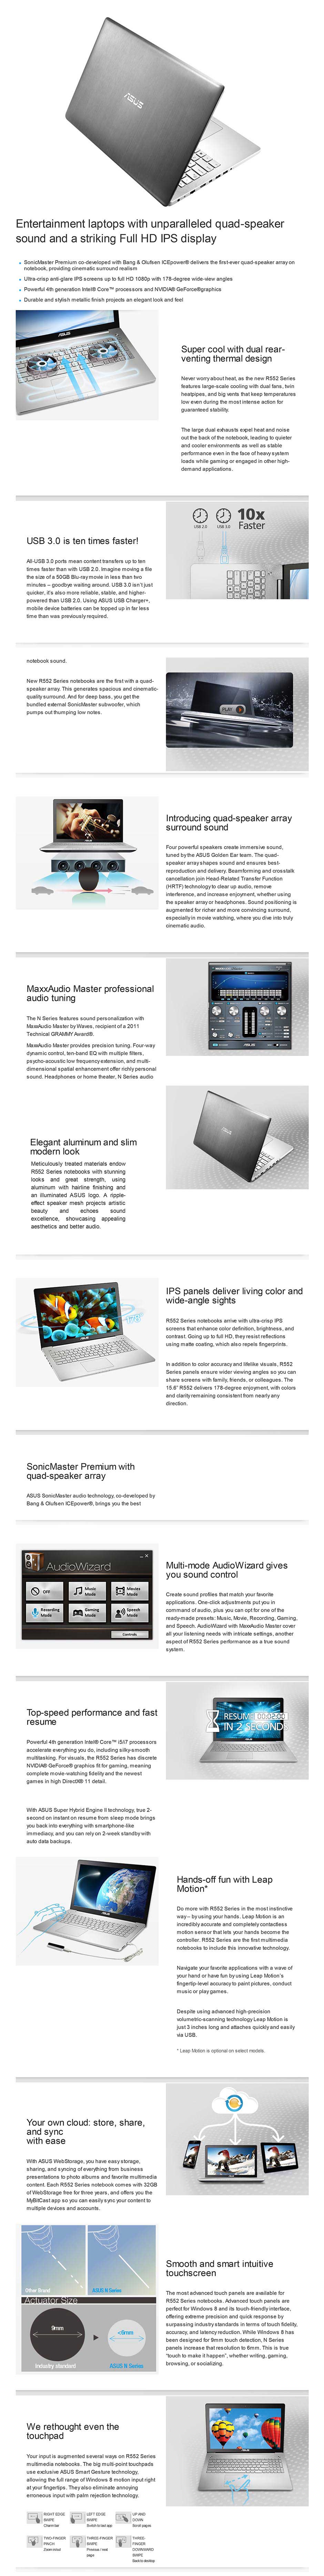 ASUS
Entertainment laptops with unparalleled quad-speaker
sound and a striking Full HD IPS display
SonicMaster Premium co-developed with Bang & Olufsen ICEpower® delivers the first-ever quad-speaker array on
notebook, providing cinematic surround realism
Ultra-crisp anti-glare IPS screens up to full HD 1080p with 178-degree wide-view angles
Powerful 4th generation Intel® Core™ processors and NVIDIA® GeForce®graphics
Durable and stylish metallic finish projects an elegant look and feel
Super cool with dual rear-
venting thermal design
Never worry about heat, as the new R552 Series
features large-scale cooling with dual fans, twin
heatpipes, and big vents that keep temperatures
low even during the most intense action for
guaranteed stability.
The large dual exhausts expel heat and noise
out the back of the notebook, leading to quieter
and cooler environments as well as stable
performance even in the face of heavy system
loads while gaming or engaged in other high-
demand applications.
USB 3.0 is ten times faster!
All-USB 3.0 ports mean content transfers up to ten
times faster than with USB 2.0. Imagine moving a file
the size of a 50GB Blu-ray movie in less than two
minutes – goodbye waiting around. USB 3.0 isn't just
quicker, it's also more reliable, stable, and higher-
powered than USB 2.0. Using ASUS USB Charger+,
mobile device batteries can be topped up in far less
time than was previously required.
10x
Faster
USB 2.0
USB 3.0
notebook sound.
New R552 Series notebooks are the first with a quad-
speaker array. This generates spacious and cinematic-
quality surround. And for deep bass, you get the
bundled external SonicMaster subwoofer, which
pumps out thumping low notes.
PLAY
Introducing quad-speaker array
surround sound
Four powerful speakers create immersive sound,
tuned by the ASUS Golden Ear team. The quad-
speaker array shapes sound and ensures best-
reproduction and delivery. Beamforming and crosstalk
cancellation join Head-Related Transfer Function
(HRTF) technology to clear up audio, remove
interference, and increase enjoyment, whether using
the speaker array or headphones. Sound positioning is
augmented for richer and more convincing surround,
especially in movie watching, where you dive into truly
cinematic audio.
MaxxAudio Master professional
audio tuning
The N Series features sound personalization with
MaxxAudio Master by Waves, recipient of a 2011
Technical GRAMMY Award®.
MaxxAudio Master provides precision tuning. Four-way
dynamic control, ten-band EQ with multiple filters,
psycho-acoustic low frequency extension, and multi-
dimensional spatial enhancement offer richly personal
sound. Headphones or home theater, N Series audio
Elegant aluminum and slim
modern look
Meticulously treated materials endow
R552 Series notebooks with stunning
looks and great strength, using
aluminum with hairline finishing and
an illuminated ASUS logo. A ripple-
effect speaker mesh projects artistic
beauty and echoes sound
excellence, showcasing appealing
aesthetics and better audio.
IPS panels deliver living color and
wide-angle sights
R552 Series notebooks arrive with ultra-crisp IPS
screens that enhance color definition, brightness, and
contrast. Going up to full HD, they resist reflections
using matte coating, which also repels fingerprints.
In addition to color accuracy and lifelike visuals, R552
Series panels ensure wider viewing angles so you can
share screens with family, friends, or colleagues. The
15.6" R552 delivers 178-degree enjoyment, with colors
and clarity remaining consistent from nearly any
direction.
SonicMaster Premium with
quad-speaker array
ASUS SonicMaster audio technology, co-developed by
Bang & Olufsen ICEpower®, brings you the best
AudioWizard
OFF
Music
Mode
Movies
Mode
Recording
Mode
Gaming
Mode
Speech
Mode
Controls
Multi-mode AudioWizard gives
you sound control
Create sound profiles that match your favorite
applications. One-click adjustments put you in
command of audio, plus you can opt for one of the
ready-made presets: Music, Movie, Recording, Gaming,
and Speech. AudioWizard with MaxxAudio Master cover
all your listening needs with intricate settings, another
aspect of R552 Series performance as a true sound
system.
Top-speed performance and fast
resume
Powerful 4th generation Intel® Core™ i5/i7 processors
accelerate everything you do, including silky-smooth
multitasking. For visuals, the R552 Series has discrete
NVIDIA® GeForce® graphics fit for gaming, meaning
complete movie-watching fidelity and the newest
games in high DirectX® 11 detail.
With ASUS Super Hybrid Engine II technology, true 2-
second on instant on resume from sleep mode brings
you back into everything with smartphone-like
immediacy, and you can rely on 2-week standby with
auto data backups.
RESUME 00:02:00
IN 2 SECONDS
Hands-off fun with Leap
Motion*
Do more with R552 Series in the most instinctive
way – by using your hands. Leap Motion is an
incredibly accurate and completely contactless
motion sensor that lets your hands become the
controller. R552 Series are the first multimedia
notebooks to include this innovative technology.
Navigate your favorite applications with a wave of
your hand or have fun by using Leap Motion's
fingertip-level accuracy to paint pictures, conduct
music or play games.
Despite using advanced high-precision
volumetric-scanning technology Leap Motion is
just 3 inches long and attaches quickly and easily
via USB.
* Leap Motion is optional on select models.
Your own cloud: store, share,
and sync
with ease
With ASUS WebStorage, you have easy storage,
sharing, and syncing of everything from business
presentations to photo albums and favorite multimedia
content. Each R552 Series notebook comes with 32GB
of WebStorage free for three years, and offers you the
MyBitCast app so you can easily sync your content to
multiple devices and accounts.
Other Brand
ASUS N Series
Actuator Size
9mm
<6mm
Industry standard
ASUS N Series
Smooth and smart intuitive
touchscreen
The most advanced touch panels are available for
R552 Series notebooks. Advanced touch panels are
perfect for Windows 8 and its touch-friendly interface,
offering extreme precision and quick response by
surpassing industry standards in terms of touch fidelity,
accuracy, and latency reduction. While Windows 8 has
been designed for 9mm touch detection, N Series
panels increase that resolution to 6mm. This is true
"touch to make it happen", whether writing, gaming,
browsing, or socializing.
We rethought even the
touchpad
Your input is augmented several ways on R552 Series
multimedia notebooks. The big multi-point touchpads
use exclusive ASUS Smart Gesture technology,
allowing the full range of Windows 8 motion input right
at your fingertips. They also eliminate annoying
erroneous input with palm rejection technology.
RIGHT EDGE
SWIPE
Charm bar
LEFT EDGE
SWIPE
Switch to last app
UP AND
DOWN
Scroll pages
TWO-FINGER
PINCH
Zoom in/out
THREE-FINGER
SWIPE
Previous / next
page
THREE-
FINGER
DOWNWARD
SWIPE
Back to desktop